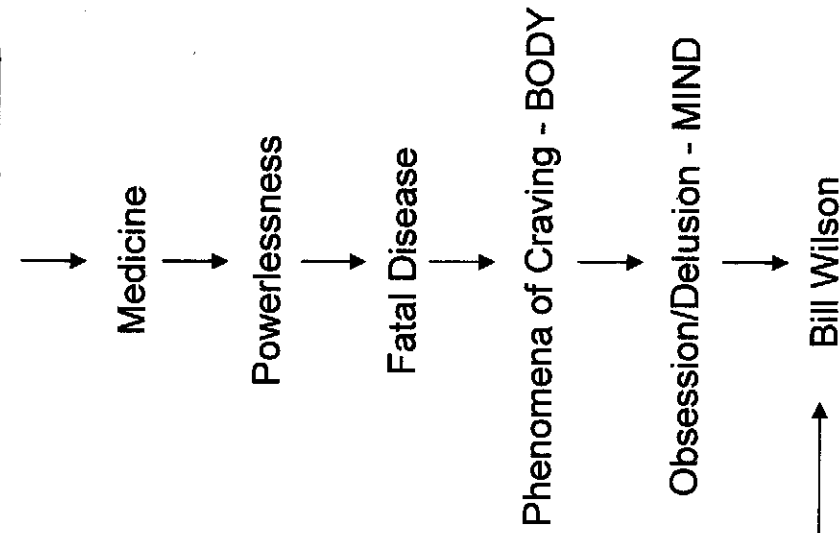 Medicine
Powerlessness
Fatal Disease
Phenomena of Craving - BODY
Obsession/Delusion - MIND
Bill Wilson